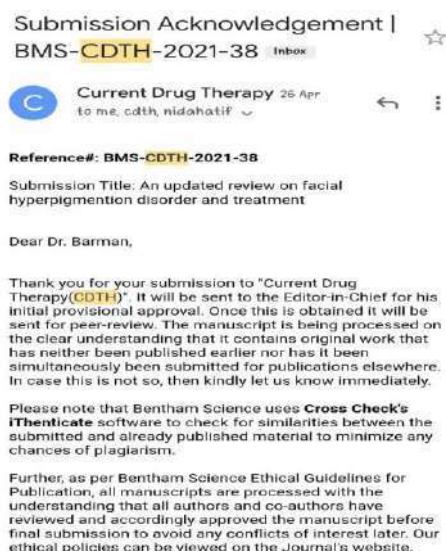 Submission Acknowledgement |
BMS-CDTH-2021-38 Inbox
C
Current Drug Therapy 26 Apr
to me, cdth, nidahatif
Reference#: BMS-CDTH-2021-38
Submission Title: An updated review on facial
hyperpigmention disorder and treatment
Dear Dr. Barman,
Thank you for your submission to "Current Drug
Therapy(CDTH)". It will be sent to the Editor-in-Chief for his
initial provisional approval. Once this is obtained it will be
sent for peer-review. The manuscript is being processed on
the clear understanding that it contains original work that
has neither been published earlier nor has it been
simultaneously been submitted for publications elsewhere.
In case this is not so, then kindly let us know immediately.
Please note that Bentham Science uses Cross Check's
iThenticate software to check for similarities between the
submitted and already published material to minimize any
chances of plagiarism.
Further, as per Bentham Science Ethical Guidelines for
Publication, all manuscripts are processed with the
understanding that all authors and co-authors have
reviewed and accordingly approved the manuscript before
final submission to avoid any conflicts of interest later. Our
ethical policies can be viewed on the Journal's website.